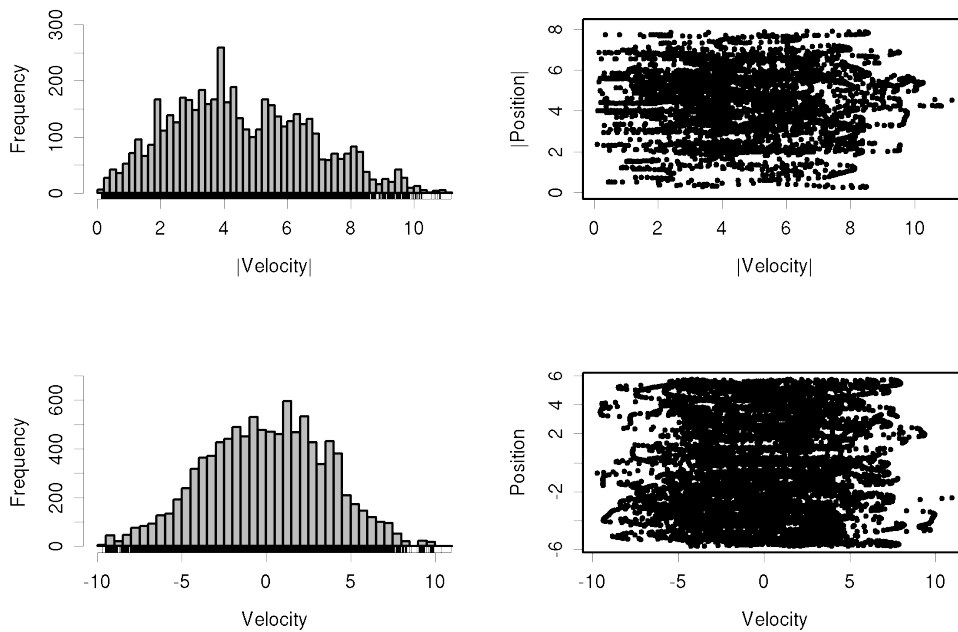 Frequency
0 100 200 300
0 2 4 6 8 10
|Velocity|
|Position|
0 2 4 6 8
0 2 4 6 8 10
|Velocity|
Frequency
0 200 400 600
-10 -5 0 5 10
Velocity
Position
-6 -2 2 4 6
-10 -5 0 5 10
Velocity